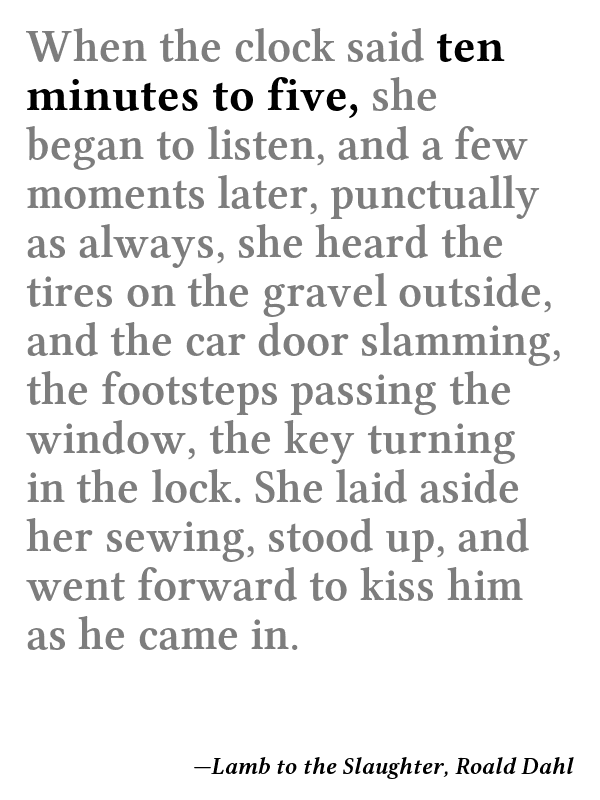 When the clock said ten
minutes to five, she
began to listen, and a few
moments later, punctually
as always, she heard the
tires on the gravel outside,
and the car door slamming,
the footsteps passing the
window, the key turning
in the lock. She laid aside
her sewing, stood up, and
went forward to kiss him
as he came in.
—Lamb to the Slaughter, Roald Dahl